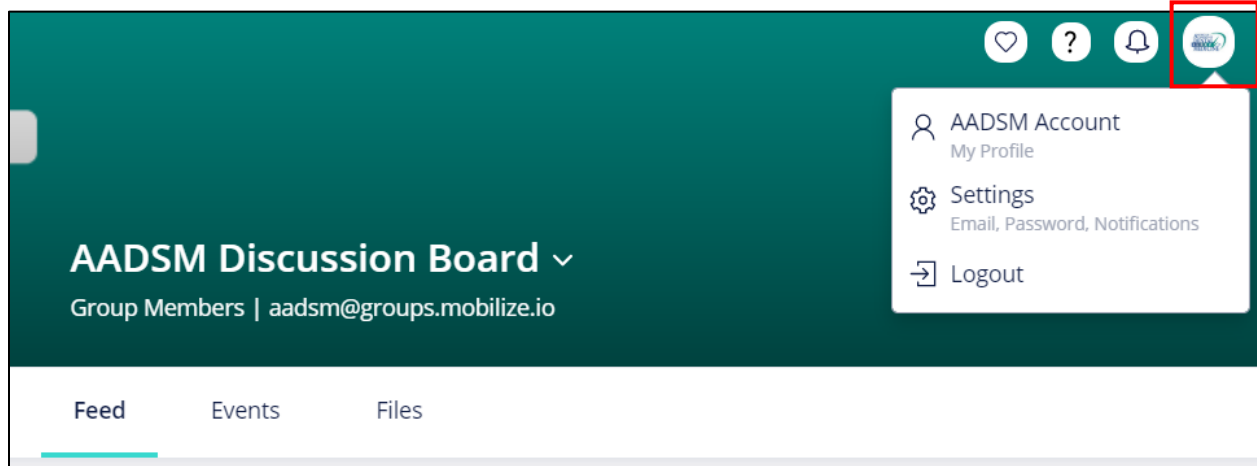 ?
AADSM Account
My Profile
Settings
Email, Password, Notifications
Logout
AADSM Discussion Board
Group Members | aadsm@groups.mobilize.io
Feed Events Files